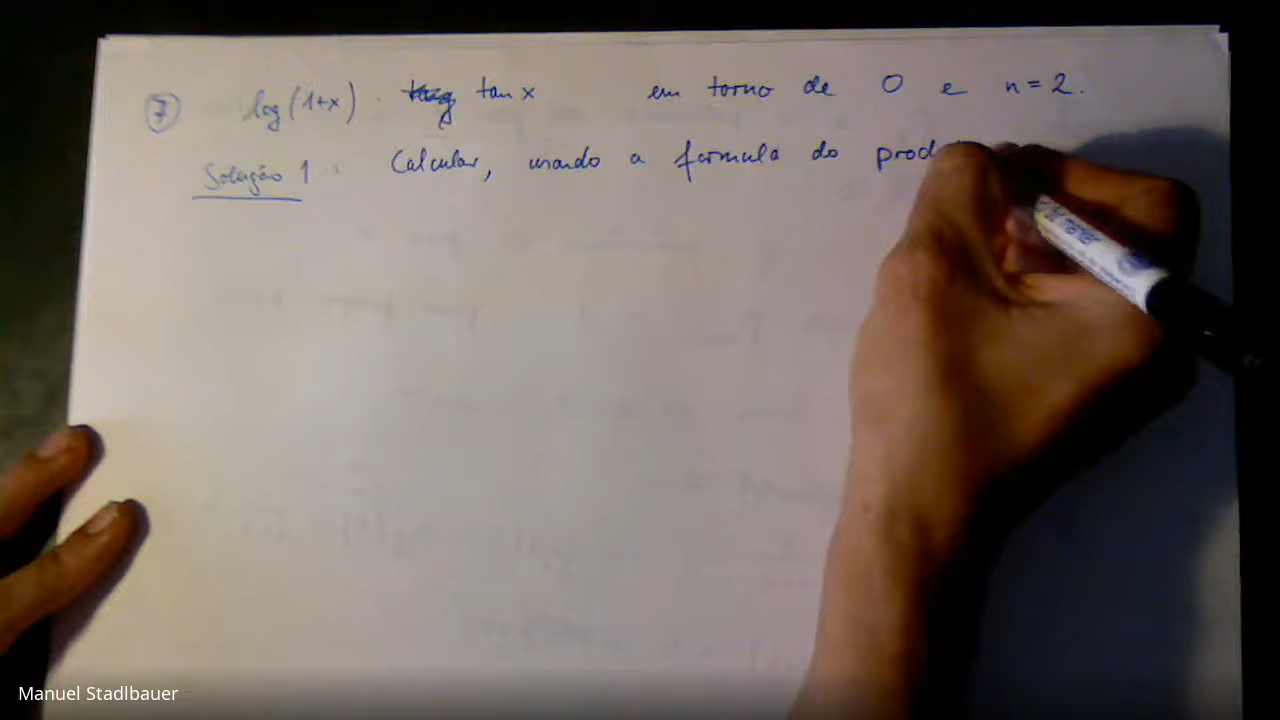 7 log(1+x) · tan x em torno de 0 e n=2.
Solução 1: Calcular, usando a formula do prod
Manuel Stadlbauer